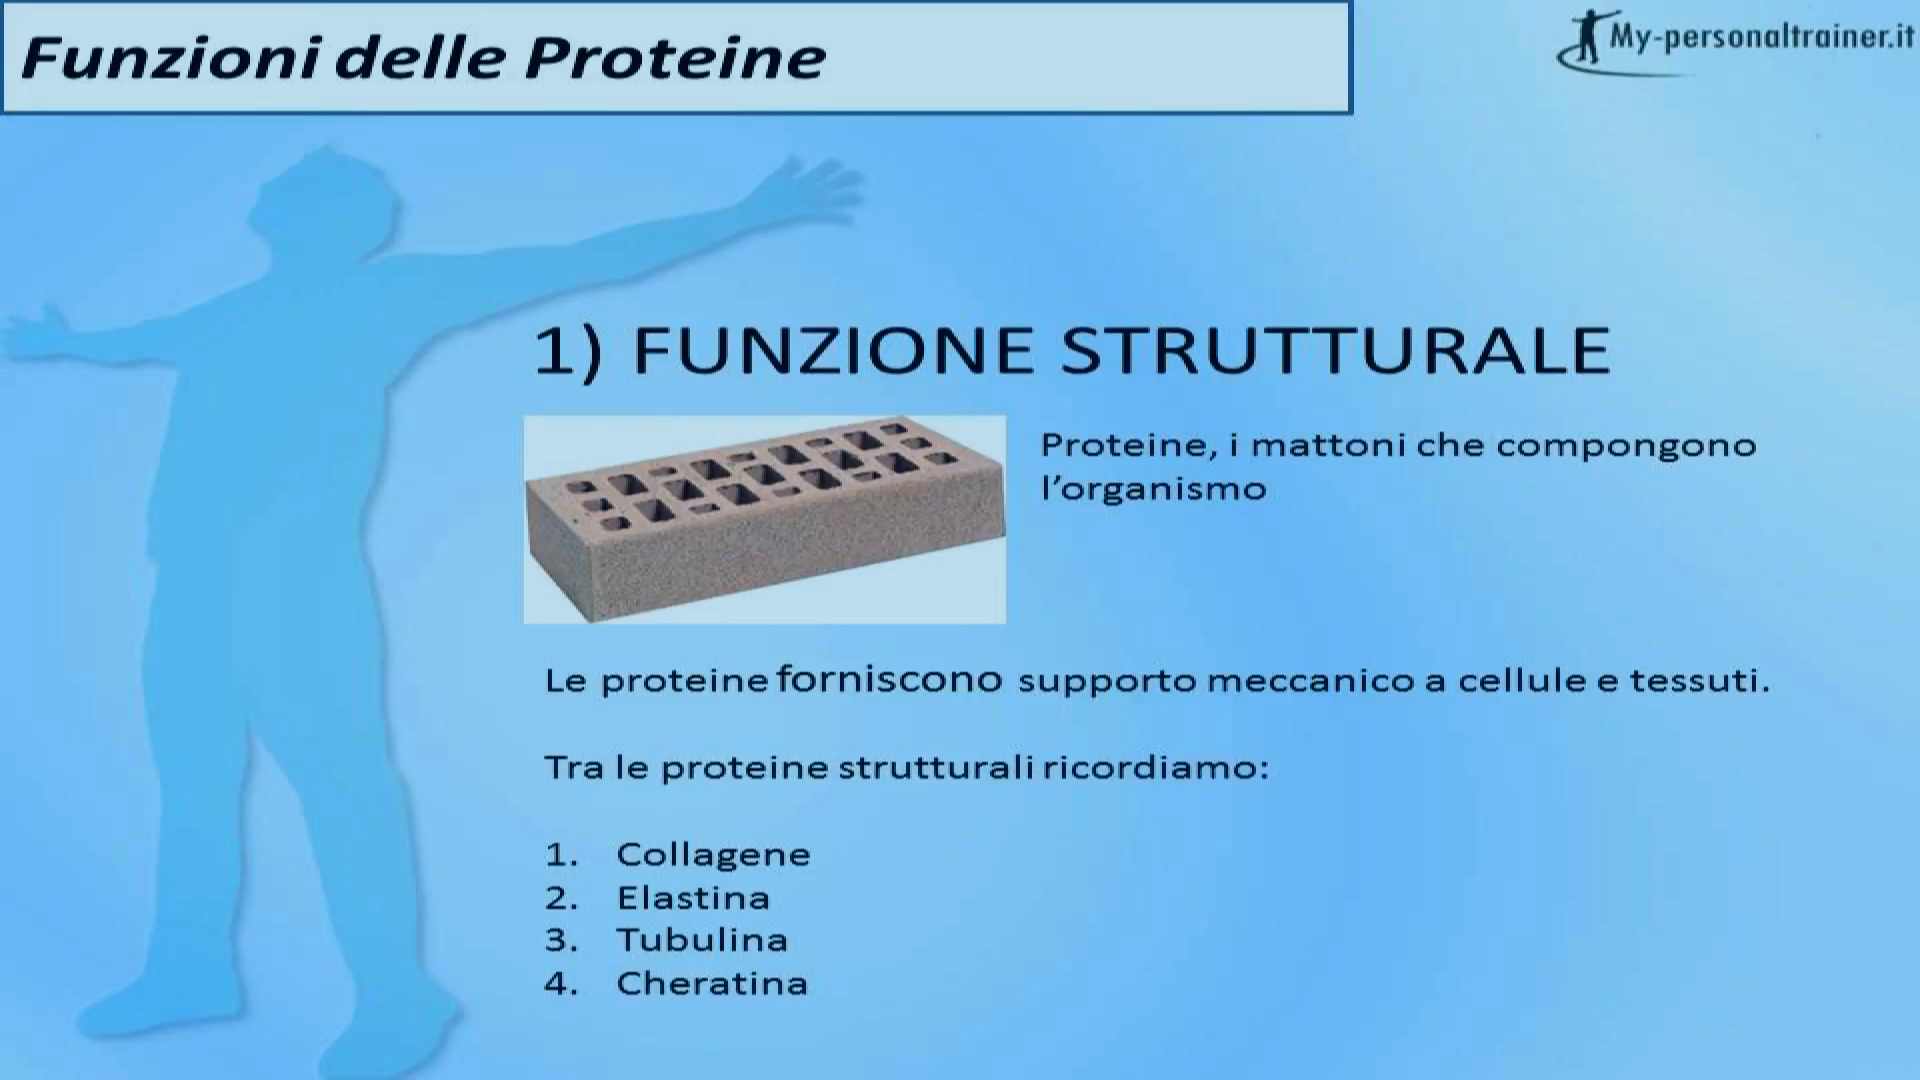 Funzioni delle Proteine
My-personaltrainer.it
1) FUNZIONE STRUTTURALE
Proteine, i mattoni che compongono
l’organismo
Le proteine forniscono supporto meccanico a cellule e tessuti.
Tra le proteine strutturali ricordiamo:
1. Collagene
2. Elastina
3. Tubulina
4. Cheratina